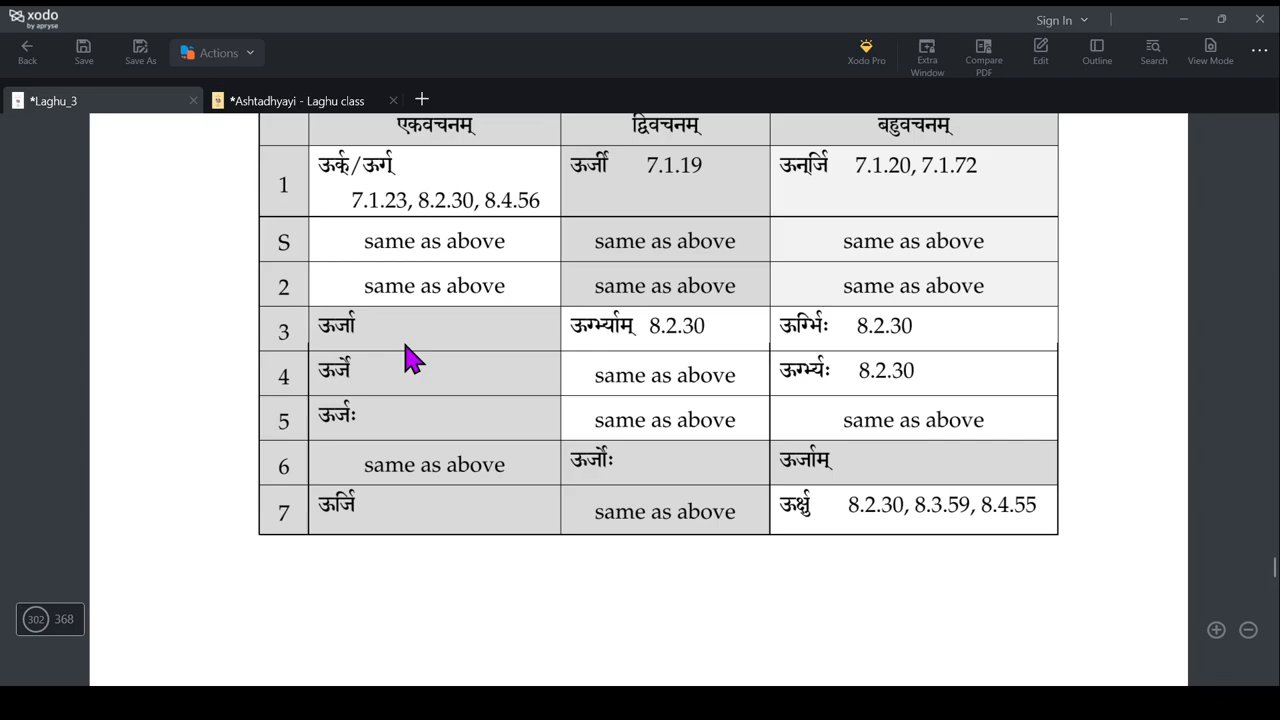 xodo
by apryse
Sign In
Back
Save
Save As
Actions
Xodo Pro
Extra Window
Compare PDF
Edit
Outline
Search
View Mode
*Laghu_3
*Ashtadhyayi - Laghu class
एकवचनम् द्विवचनम् बहुवचनम्
1 ऊर्क्/ऊर्ग् 7.1.23, 8.2.30, 8.4.56 ऊर्जी 7.1.19 ऊनर्जि 7.1.20, 7.1.72
S same as above same as above same as above
2 same as above same as above same as above
3 ऊर्जा ऊर्ग्भ्याम् 8.2.30 ऊर्ग्भिः 8.2.30
4 ऊर्जे same as above ऊर्ग्भ्यः 8.2.30
5 ऊर्जः same as above same as above
6 same as above ऊर्जोः ऊर्जाम्
7 ऊर्जि same as above ऊर्क्षु 8.2.30, 8.3.59, 8.4.55
302 368